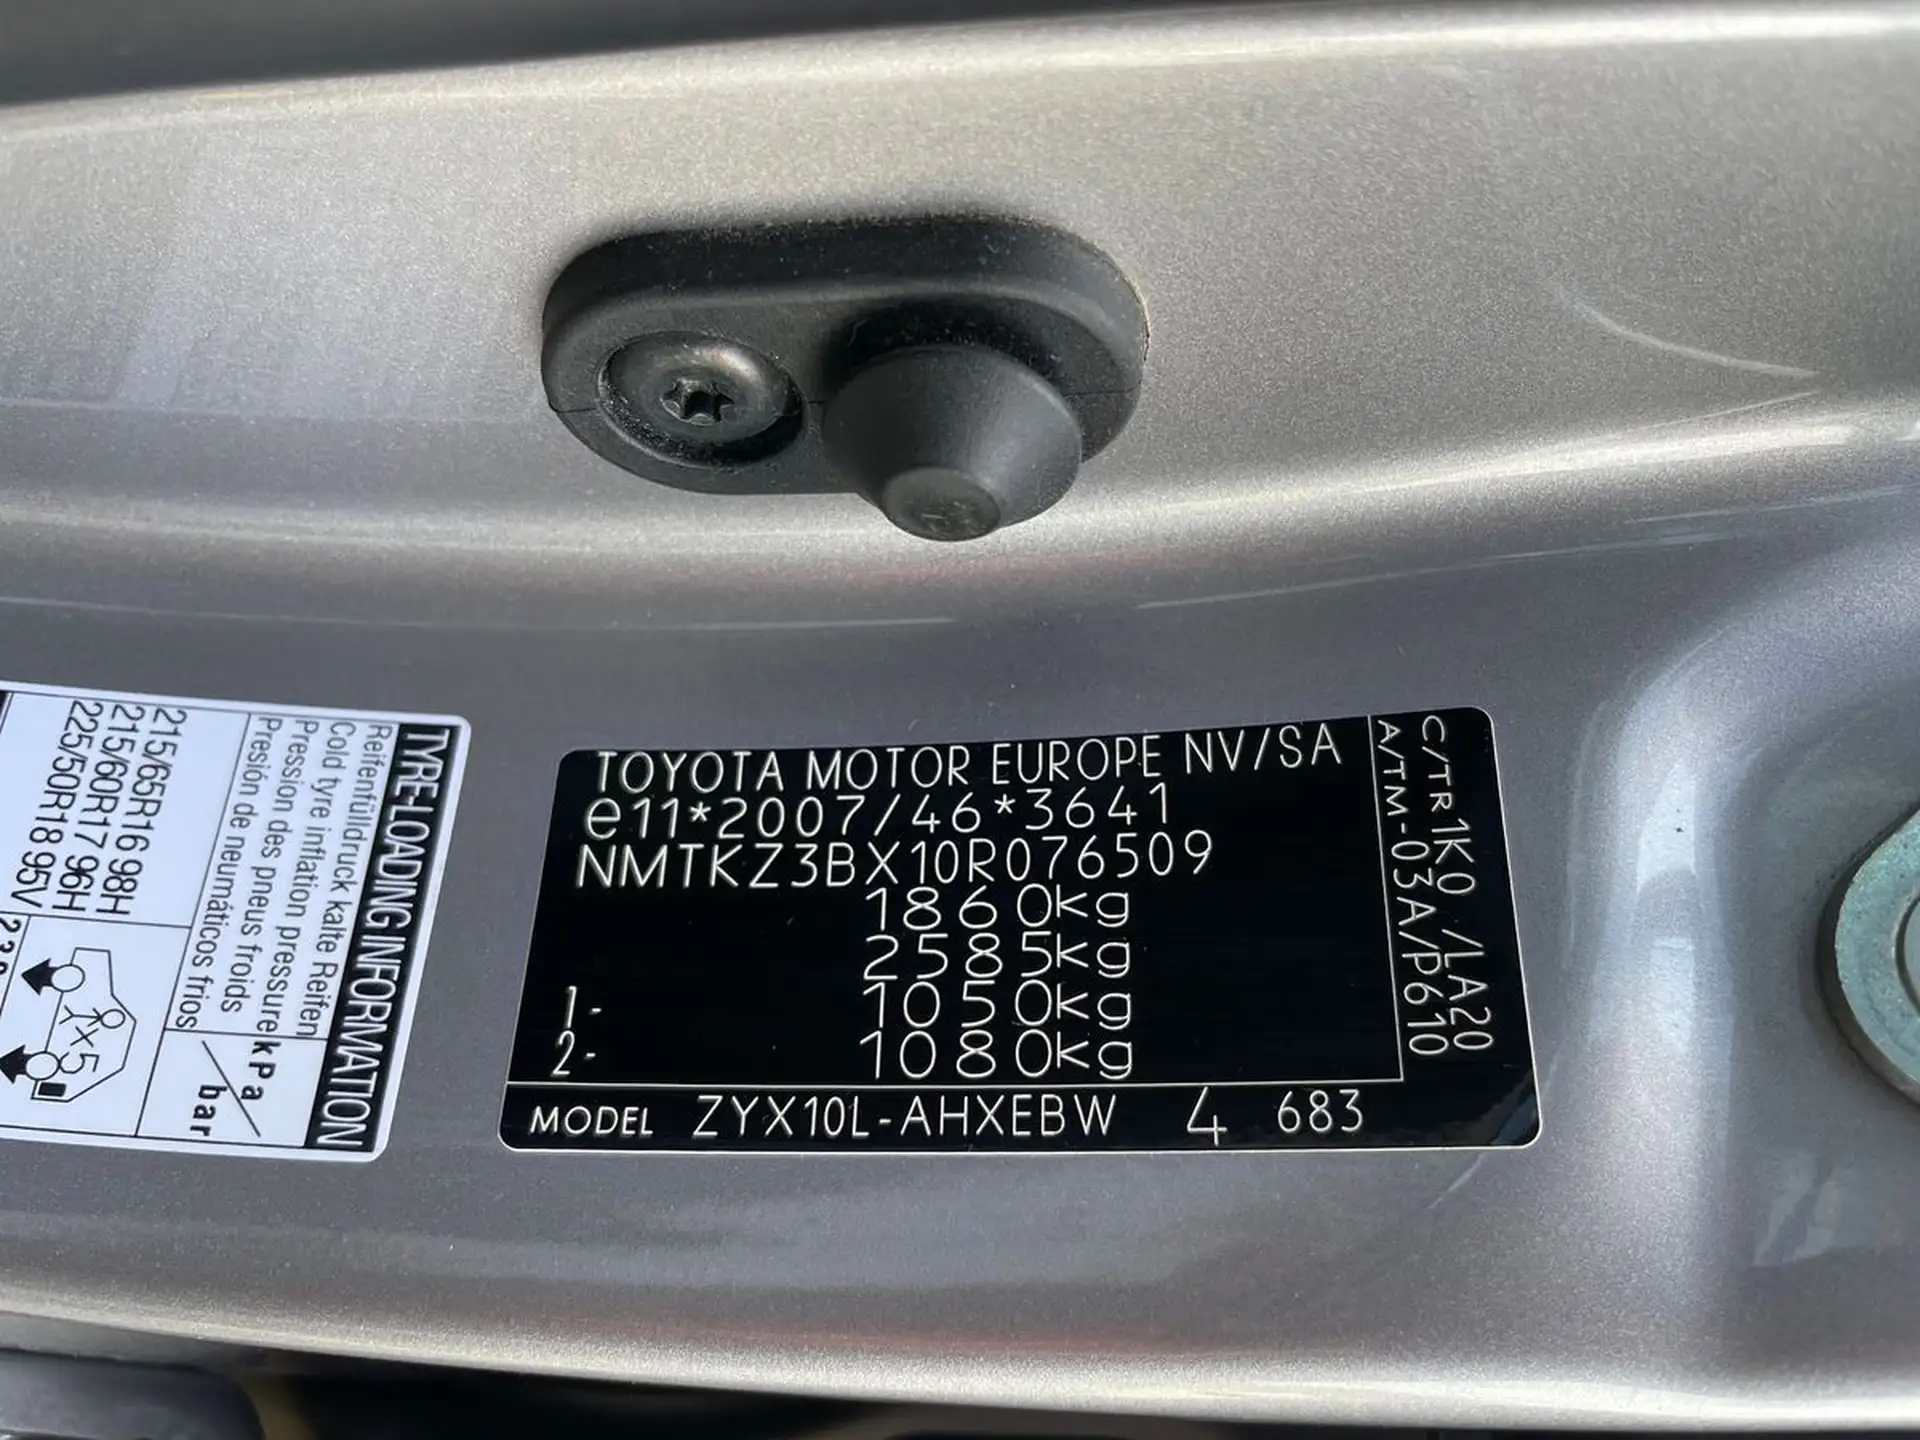 TYRE-LOADING INFORMATION
Reifenfülldruck kalte Reifen
Cold tyre inflation pressure
Pression des pneus froids
Presión de neumáticos fríos
kPa/bar
215/65R16 98H
215/60R17 96H
225/50R18 95V
X×5
TOYOTA MOTOR EUROPE NV/SA
e11*2007/46*3641
NMTKZ3BX10R076509
1860kg
2585kg
1- 1050kg
2- 1080kg
MODEL ZYX10L-AHXEBW 4 683
C/TR 1K0 /LA20
A/TM-03A/P610